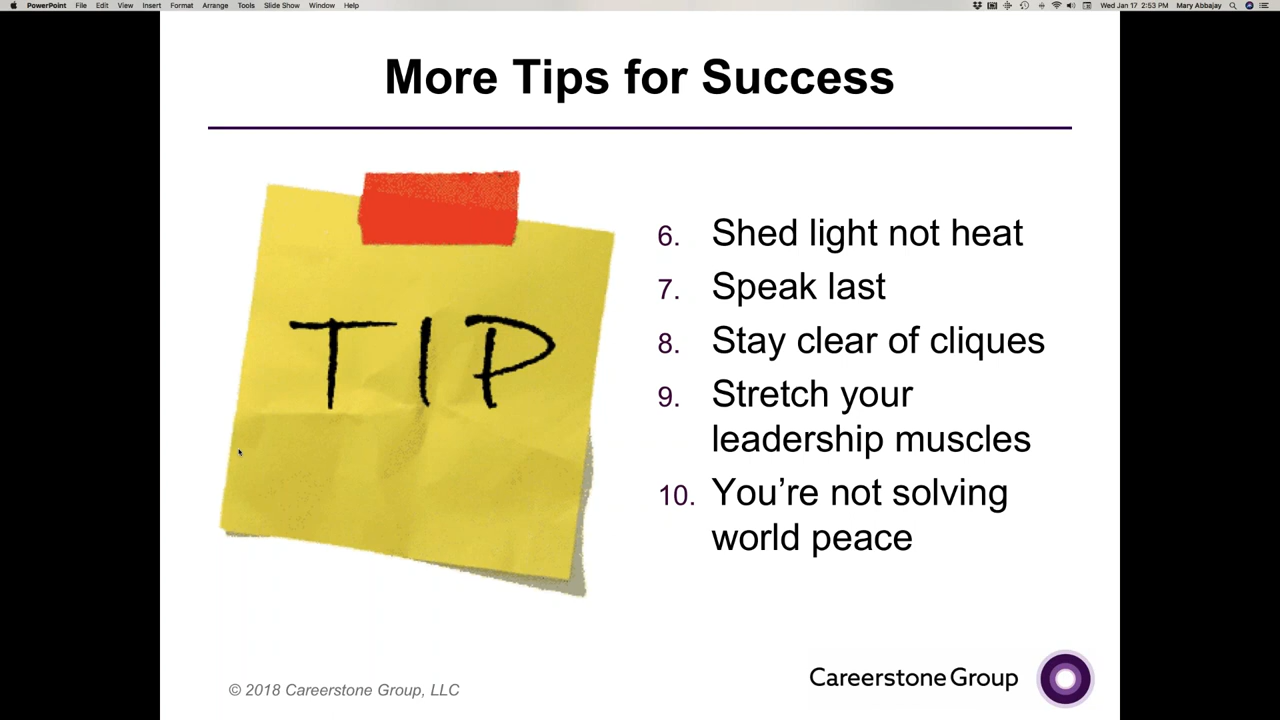 PowerPoint File Edit View Insert Format Arrange Tools Slide Show Window Help Wed Jan 17 2:53 PM Mary Abbajay
More Tips for Success
TIP
6. Shed light not heat
7. Speak last
8. Stay clear of cliques
9. Stretch your
leadership muscles
10. You’re not solving
world peace
© 2018 Careerstone Group, LLC
Careerstone Group